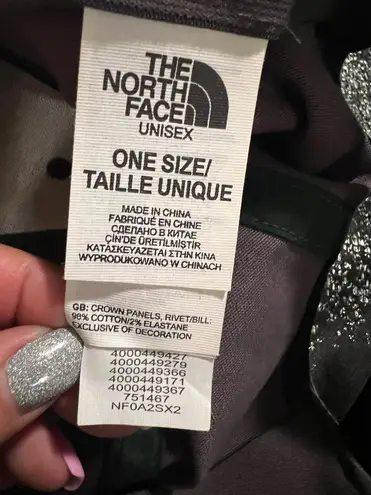 THE
NORTH
FACE
UNISEX
ONE SIZE/
TAILLE UNIQUE
MADE IN CHINA
FABRIQUÉ EN CHINE
СДЕЛАНО В КИТАЕ
ÇİN'DE ÜRETİLMİŞTİR
ΚΑΤΑΣΚΕΥΑΖΕΤΑΙ ΣΤΗΝ ΚΙΝΑ
WYPRODUKOWANO W CHINACH
GB: CROWN PANELS, RIVET/BILL:
98% COTTON/2% ELASTANE
EXCLUSIVE OF DECORATION
4000449427
4000449279
4000449366
4000449171
4000449367
751467
NF0A2SX2